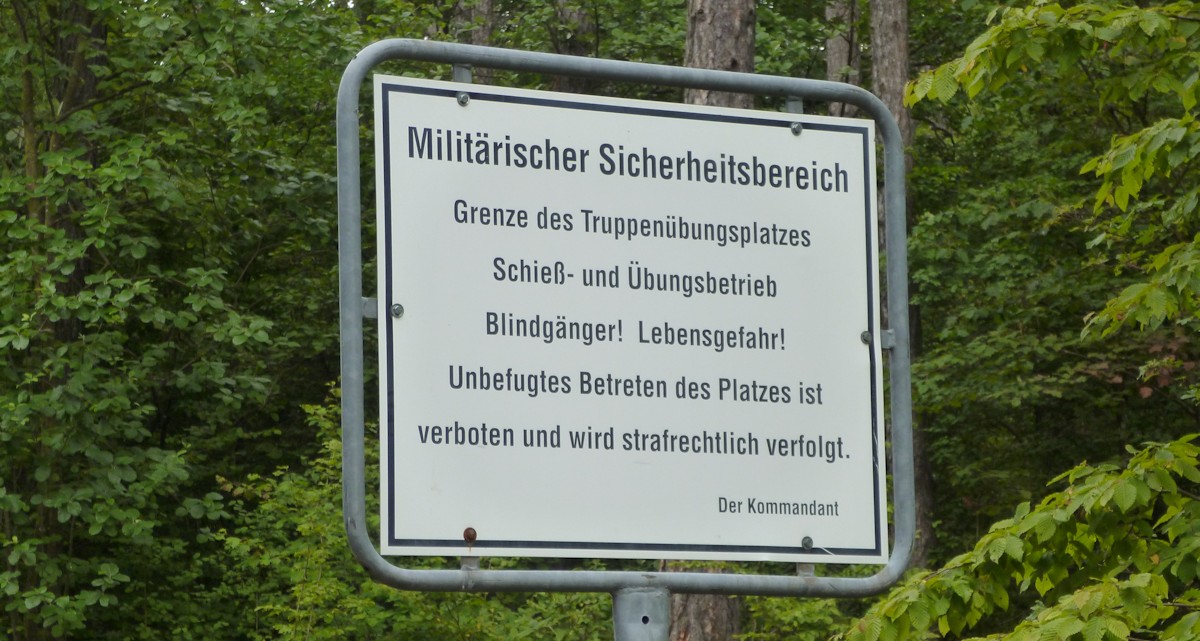 Militärischer Sicherheitsbereich
Grenze des Truppenübungsplatzes
Schieß- und Übungsbetrieb
Blindgänger! Lebensgefahr!
Unbefugtes Betreten des Platzes ist
verboten und wird strafrechtlich verfolgt.
Der Kommandant